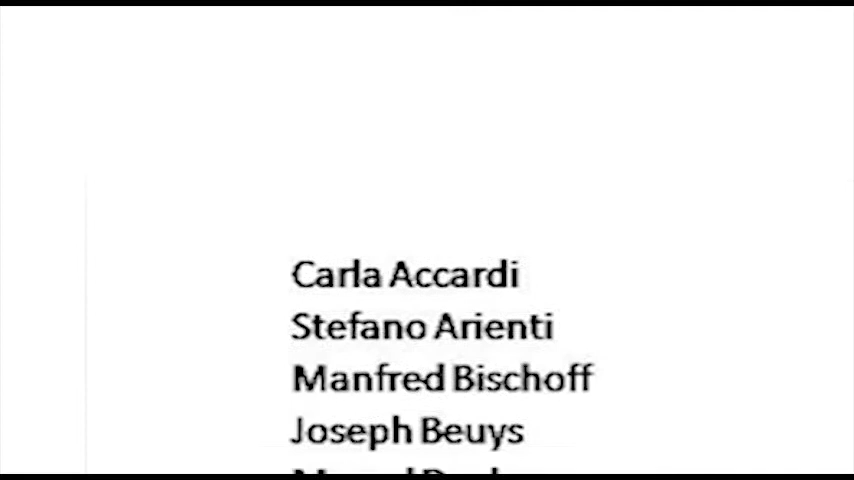 Carla Accardi
Stefano Arienti
Manfred Bischoff
Joseph Beuys